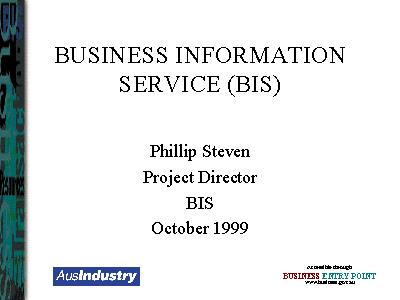 BUSINESS INFORMATION
SERVICE (BIS)
Phillip Steven
Project Director
BIS
October 1999
AusIndustry
Accessible through
BUSINESS ENTRY POINT
www.business.gov.au